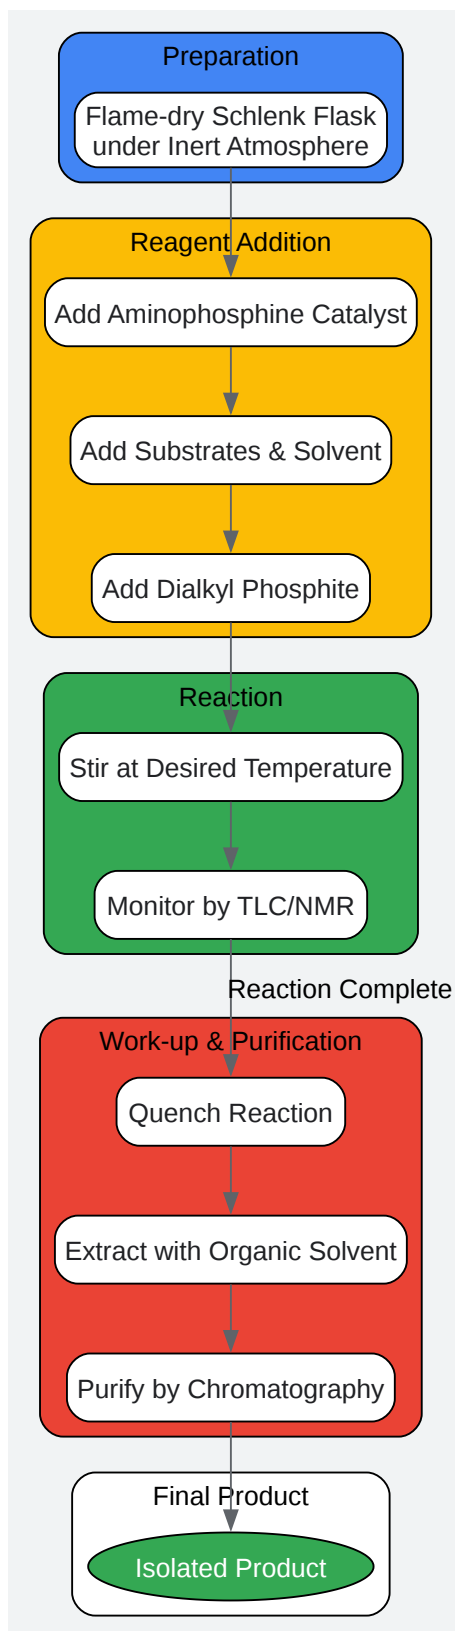 Preparation
Flame-dry Schlenk Flask
under Inert Atmosphere
Reagent Addition
Add Aminophosphine Catalyst
Add Substrates & Solvent
Add Dialkyl Phosphite
Reaction
Stir at Desired Temperature
Monitor by TLC/NMR
Reaction Complete
Work-up & Purification
Quench Reaction
Extract with Organic Solvent
Purify by Chromatography
Final Product
Isolated Product